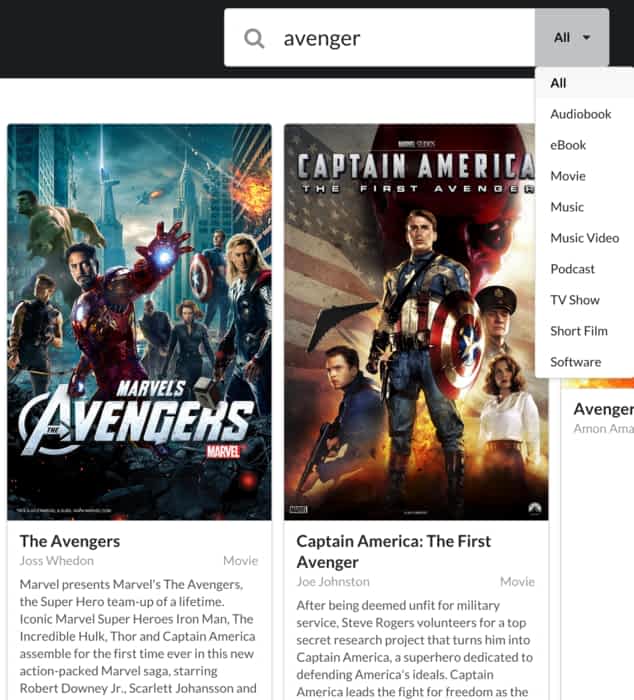 avenger
All
All
Audiobook
eBook
Movie
Music
Music Video
Podcast
TV Show
Short Film
Software
MARVEL'S
THE AVENGERS
MARVEL
MARVEL STUDIOS
CAPTAIN AMERICA
THE FIRST AVENGER
MARVEL
The Avengers
Joss Whedon Movie
Marvel presents Marvel's The Avengers,
the Super Hero team-up of a lifetime.
Iconic Marvel Super Heroes Iron Man, The
Incredible Hulk, Thor and Captain America
assemble for the first time ever in this new
action-packed Marvel saga, starring
Robert Downey Jr., Scarlett Johansson and
Captain America: The First
Avenger
Joe Johnston Movie
After being deemed unfit for military
service, Steve Rogers volunteers for a top
secret research project that turns him into
Captain America, a superhero dedicated to
defending America's ideals. Captain
America leads the fight for freedom as the
Avenger
Amon Ama